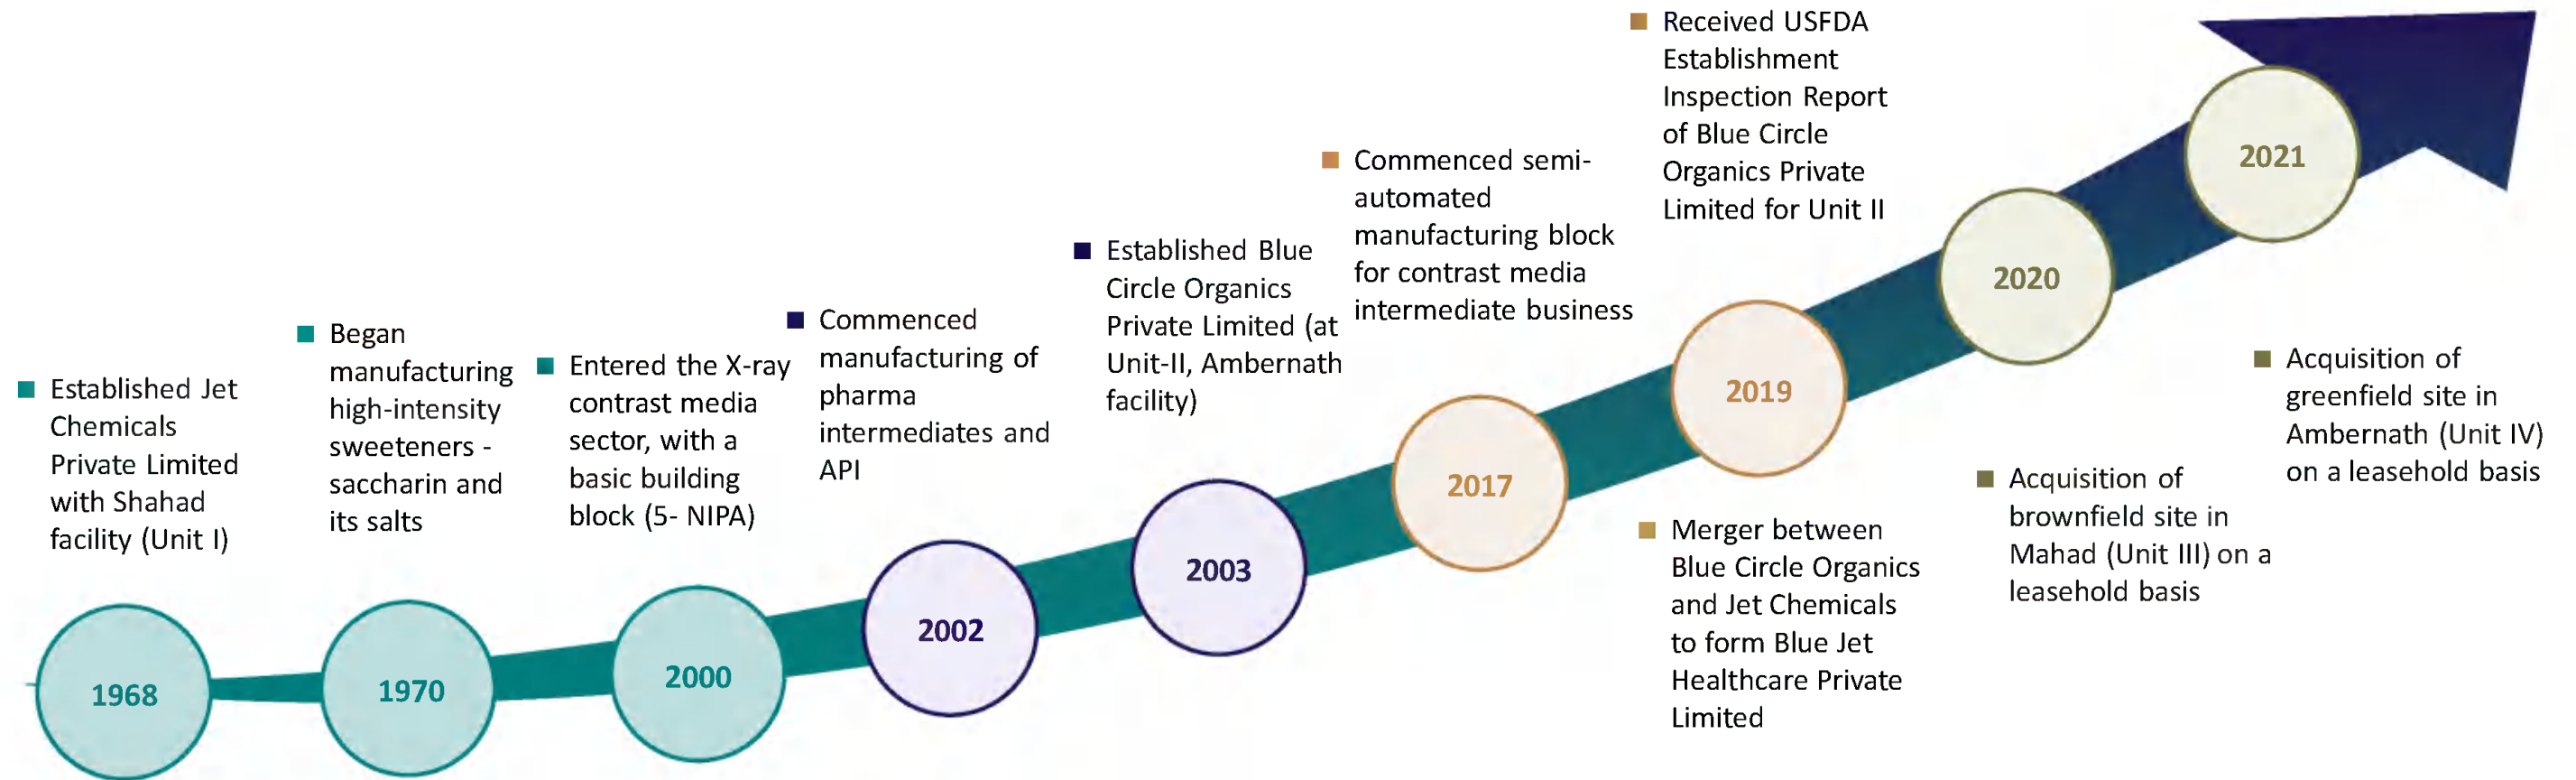 Established Jet
Chemicals
Private Limited
with Shahad
facility (Unit I)
1968
Began
manufacturing
high-intensity
sweeteners -
saccharin and
its salts
1970
Entered the X-ray
contrast media
sector, with a
basic building
block (5- NIPA)
2000
Commenced
manufacturing of
pharma
intermediates and
API
2002
Established Blue
Circle Organics
Private Limited (at
Unit-II, Ambernath
facility)
2003
Commenced semi-
automated
manufacturing block
for contrast media
intermediate business
2017
Received USFDA
Establishment
Inspection Report
of Blue Circle
Organics Private
Limited for Unit II
2019
Merger between
Blue Circle Organics
and Jet Chemicals
to form Blue Jet
Healthcare Private
Limited
2020
Acquisition of
brownfield site in
Mahad (Unit III) on a
leasehold basis
2021
Acquisition of
greenfield site in
Ambernath (Unit IV)
on a leasehold basis